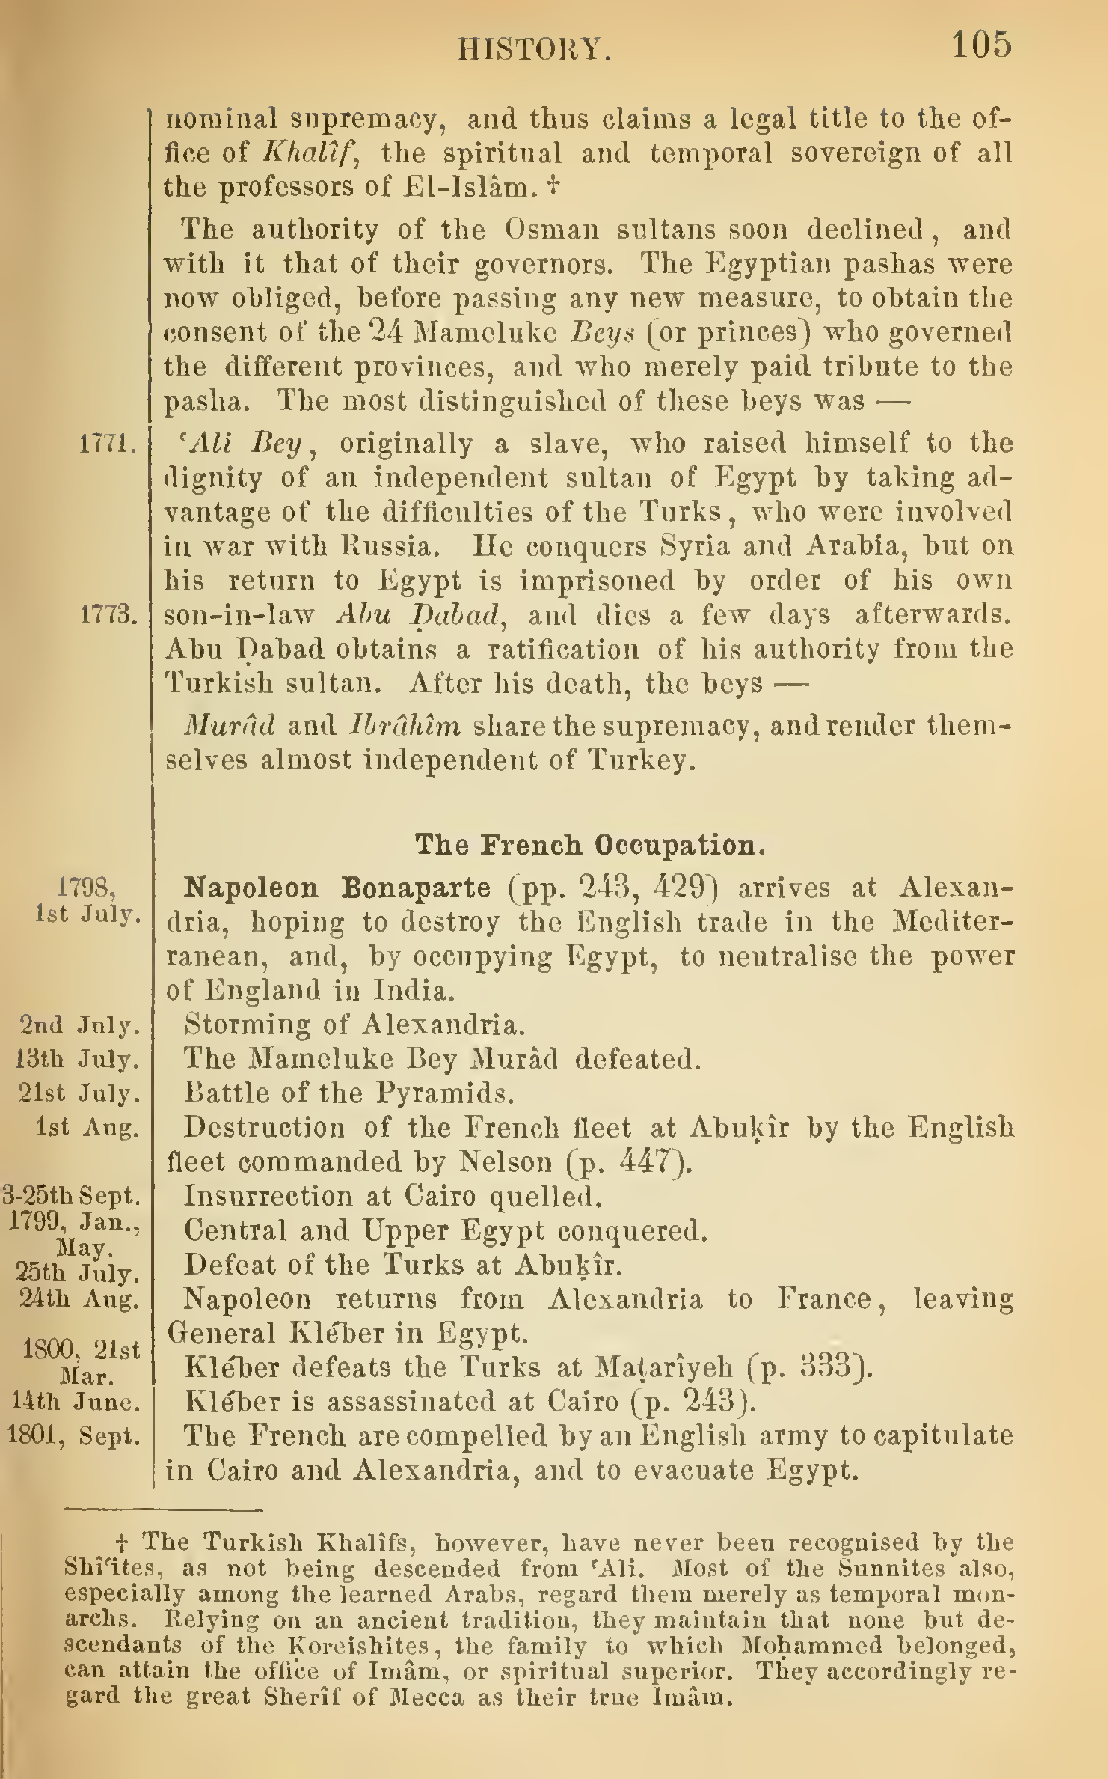 HISTORY. 105
nominal supremacy, and thus claims a legal title to the of-
fice of Khalîf, the spiritual and temporal sovereign of all
the professors of El-Islâm. †
The authority of the Osman sultans soon declined, and
with it that of their governors. The Egyptian pashas were
now obliged, before passing any new measure, to obtain the
consent of the 24 Mameluke Beys (or princes) who governed
the different provinces, and who merely paid tribute to the
pasha. The most distinguished of these beys was —
1771. ʿAli Bey, originally a slave, who raised himself to the
dignity of an independent sultan of Egypt by taking ad-
vantage of the difficulties of the Turks, who were involved
in war with Russia. He conquers Syria and Arabia, but on
his return to Egypt is imprisoned by order of his own
1773. son-in-law Abu Ḍabad, and dies a few days afterwards.
Abu Ḍabad obtains a ratification of his authority from the
Turkish sultan. After his death, the beys —
Murâd and Ibrâhîm share the supremacy, and render them-
selves almost independent of Turkey.
The French Occupation.
1798, Napoleon Bonaparte (pp. 243, 429) arrives at Alexan-
1st July. dria, hoping to destroy the English trade in the Mediter-
ranean, and, by occupying Egypt, to neutralise the power
of England in India.
2nd July. Storming of Alexandria.
13th July. The Mameluke Bey Murâd defeated.
21st July. Battle of the Pyramids.
1st Aug. Destruction of the French fleet at Abuḳîr by the English
fleet commanded by Nelson (p. 447).
3-25th Sept. Insurrection at Cairo quelled.
1799, Jan., Central and Upper Egypt conquered.
May.
25th July. Defeat of the Turks at Abuḳîr.
24th Aug. Napoleon returns from Alexandria to France, leaving
General Kléber in Egypt.
1800, 21st
Mar. Kléber defeats the Turks at Maṭarîyeh (p. 333).
14th June. Kléber is assassinated at Cairo (p. 243).
1801, Sept. The French are compelled by an English army to capitulate
in Cairo and Alexandria, and to evacuate Egypt.
† The Turkish Khalîfs, however, have never been recognised by the
Shîʿites, as not being descended from ʿAli. Most of the Sunnites also,
especially among the learned Arabs, regard them merely as temporal mon-
archs. Relying on an ancient tradition, they maintain that none but de-
scendants of the Ḳoreishites, the family to which Moḥammed belonged,
can attain the office of Imâm, or spiritual superior. They accordingly re-
gard the great Sherîf of Mecca as their true Imâm.